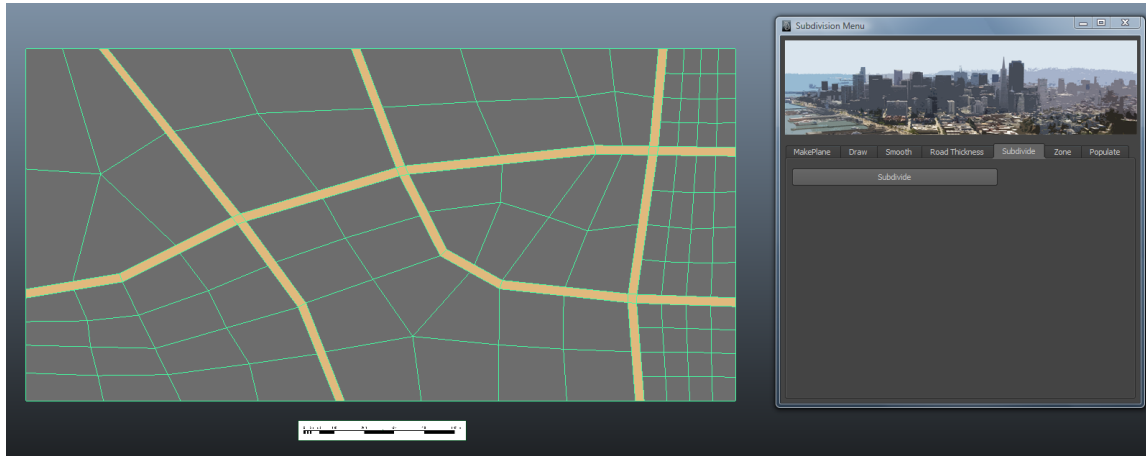 Subdivision Menu
MakePlane Draw Smooth Road Thickness Subdivide Zone Populate
Subdivide